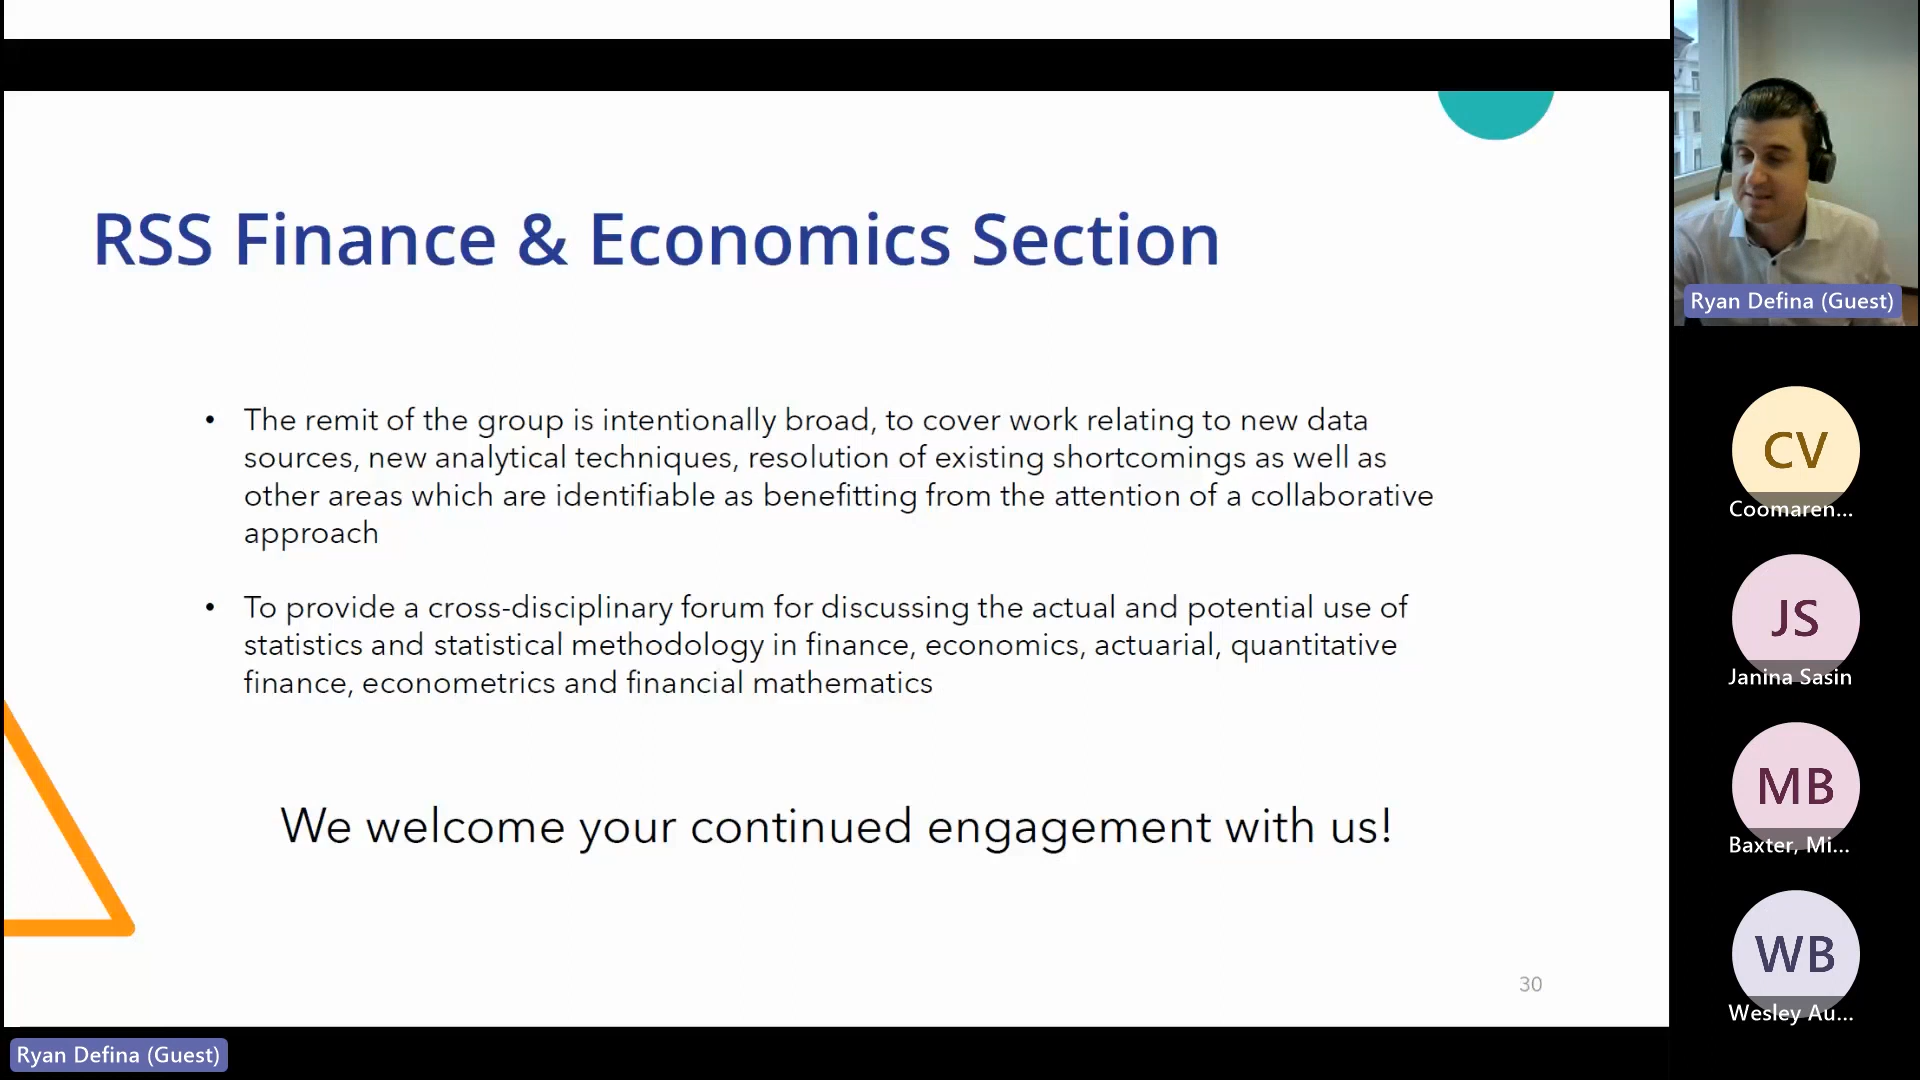 RSS Finance & Economics Section
• The remit of the group is intentionally broad, to cover work relating to new data
sources, new analytical techniques, resolution of existing shortcomings as well as
other areas which are identifiable as benefitting from the attention of a collaborative
approach
• To provide a cross-disciplinary forum for discussing the actual and potential use of
statistics and statistical methodology in finance, economics, actuarial, quantitative
finance, econometrics and financial mathematics
We welcome your continued engagement with us!
30
Ryan Defina (Guest)
Ryan Defina (Guest)
CV
Coomaren...
JS
Janina Sasin
MB
Baxter, Mi...
WB
Wesley Au...